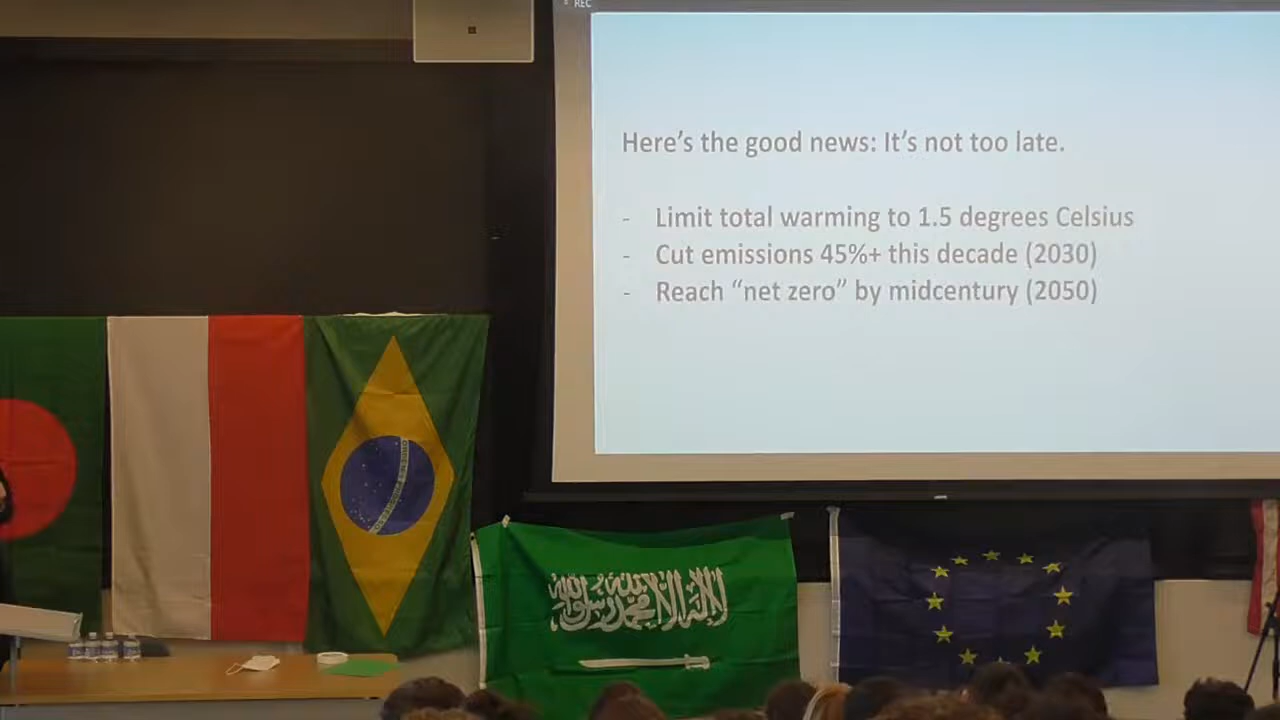 REC
Here's the good news: It's not too late.
- Limit total warming to 1.5 degrees Celsius
- Cut emissions 45%+ this decade (2030)
- Reach “net zero” by midcentury (2050)
لا إله إلا الله محمد رسول الله